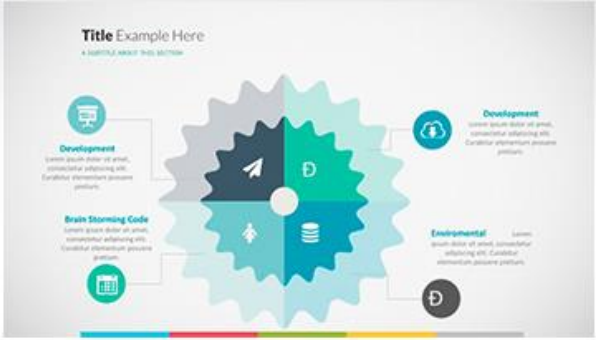 Title Example Here
A SUBTITLE ABOUT THIS SECTION
Development
Lorem ipsum dolor sit amet,
consectetur adipiscing elit.
Curabitur elementum posuere
pretium.
Brain Storming Code
Lorem ipsum dolor sit amet,
consectetur adipiscing elit.
Curabitur elementum posuere
pretium.
Development
Lorem ipsum dolor sit amet,
consectetur adipiscing elit.
Curabitur elementum posuere
pretium.
Enviromental Lorem
ipsum dolor sit amet, consectetur
adipiscing elit. Curabitur
elementum posuere pretium.
Ð
Ð